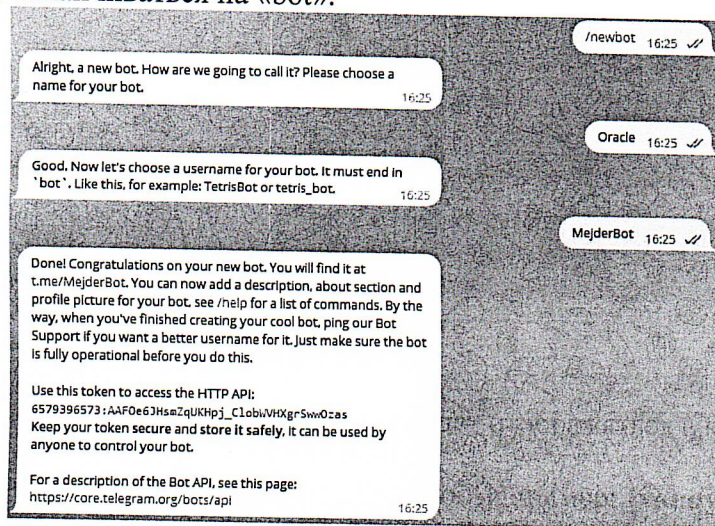 на «bot».
/newbot 16:25
Alright, a new bot. How are we going to call it? Please choose a
name for your bot.
16:25
Oracle 16:25
Good. Now let's choose a username for your bot. It must end in
`bot`. Like this, for example: TetrisBot or tetris_bot.
16:25
MejderBot 16:25
Done! Congratulations on your new bot. You will find it at
t.me/MejderBot. You can now add a description, about section and
profile picture for your bot, see /help for a list of commands. By the
way, when you've finished creating your cool bot, ping our Bot
Support if you want a better username for it. Just make sure the bot
is fully operational before you do this.
Use this token to access the HTTP API:
6579396573:AAFOe6JHsmZqUKHpj_ClobWVHXgrSwwOzas
Keep your token secure and store it safely, it can be used by
anyone to control your bot.
For a description of the Bot API, see this page:
https://core.telegram.org/bots/api
16:25